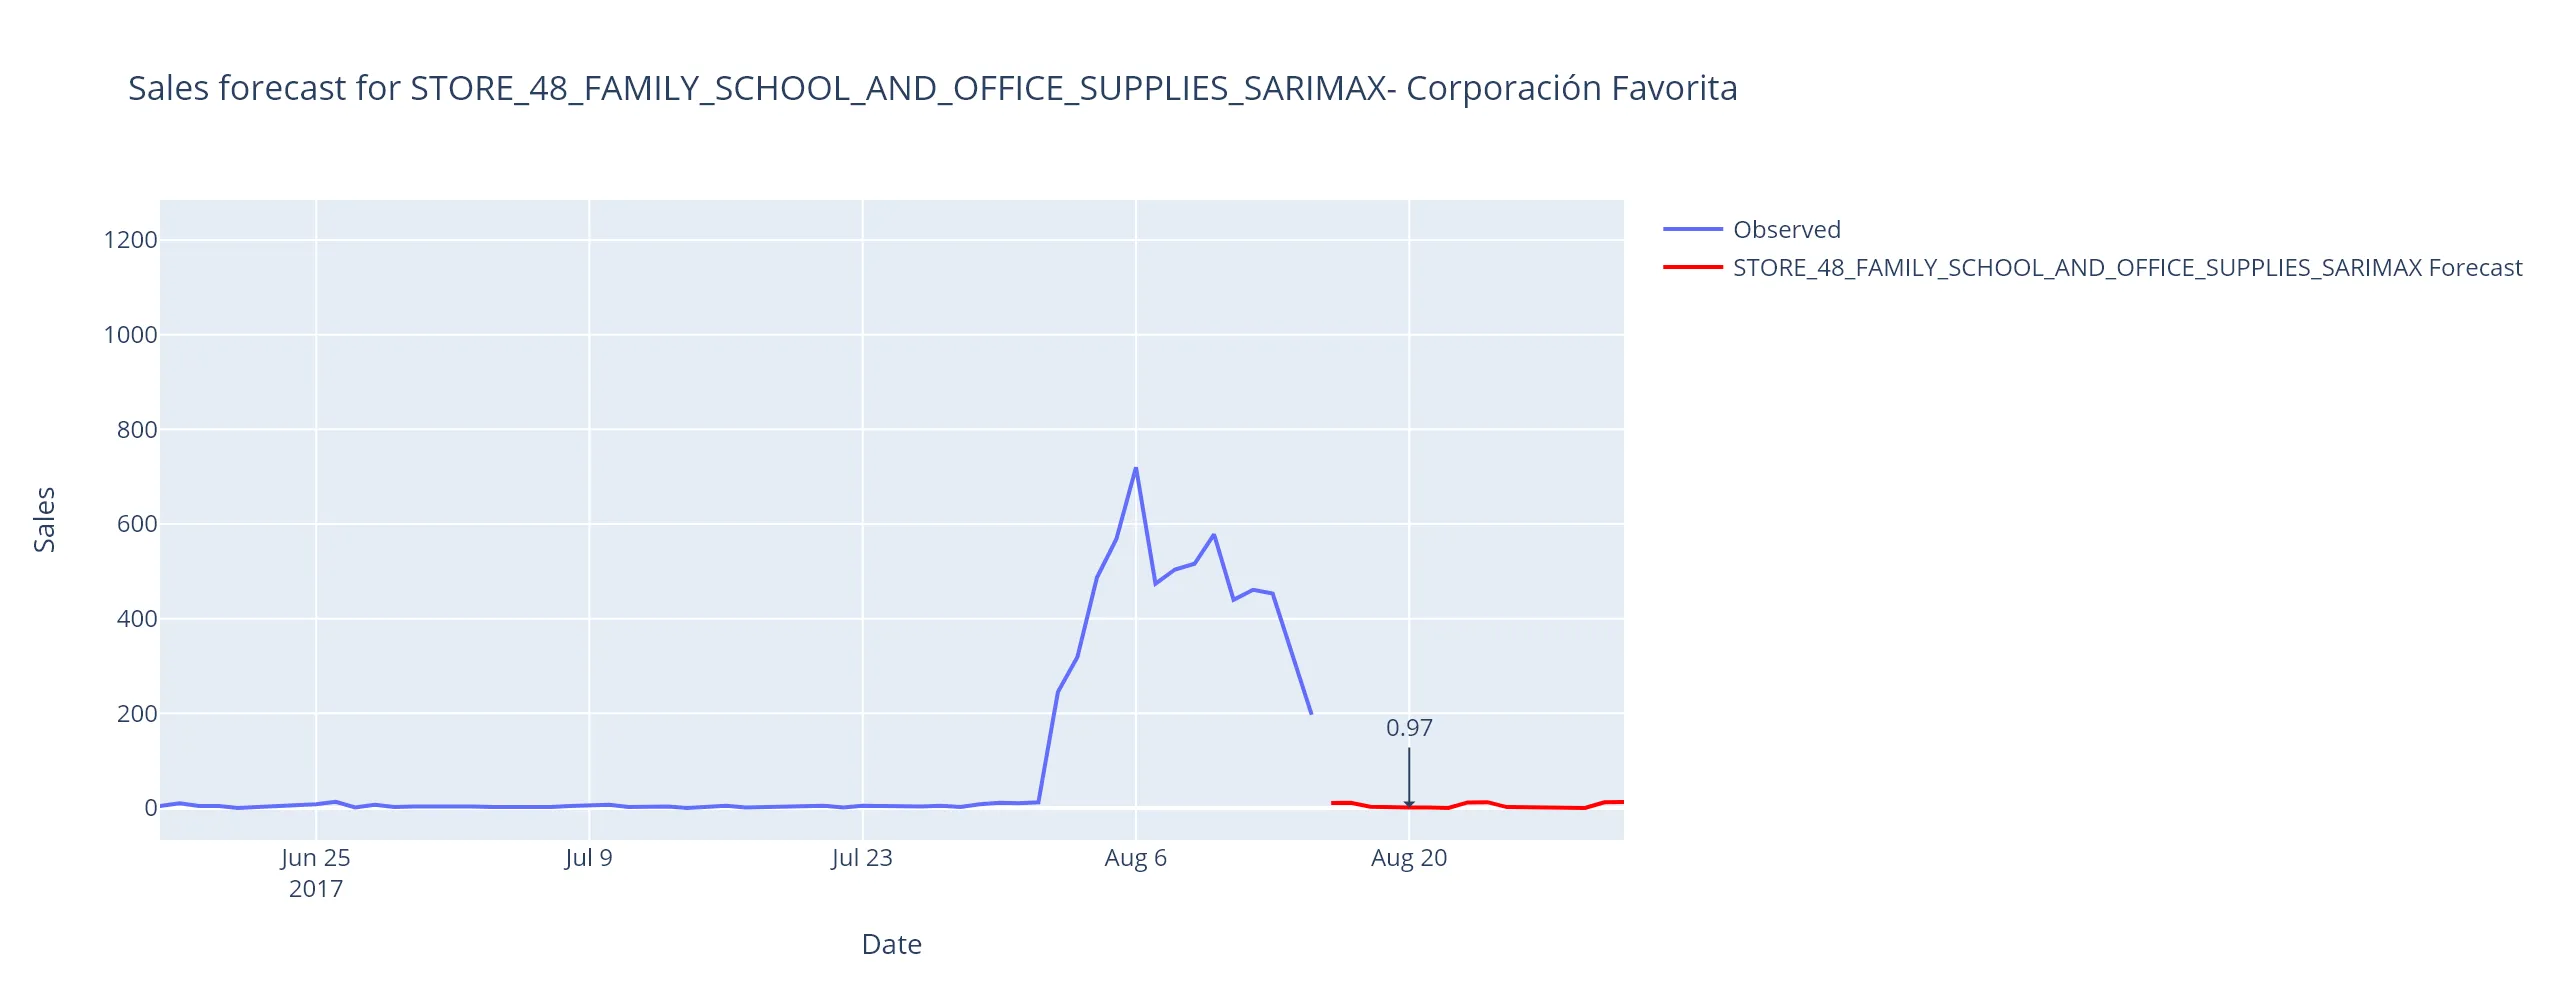 Sales forecast for STORE_48_FAMILY_SCHOOL_AND_OFFICE_SUPPLIES_SARIMAX- Corporación Favorita
Observed
STORE_48_FAMILY_SCHOOL_AND_OFFICE_SUPPLIES_SARIMAX Forecast
Sales
1200
1000
800
600
400
200
0
0.97
Jun 25
2017
Jul 9
Jul 23
Aug 6
Aug 20
Date